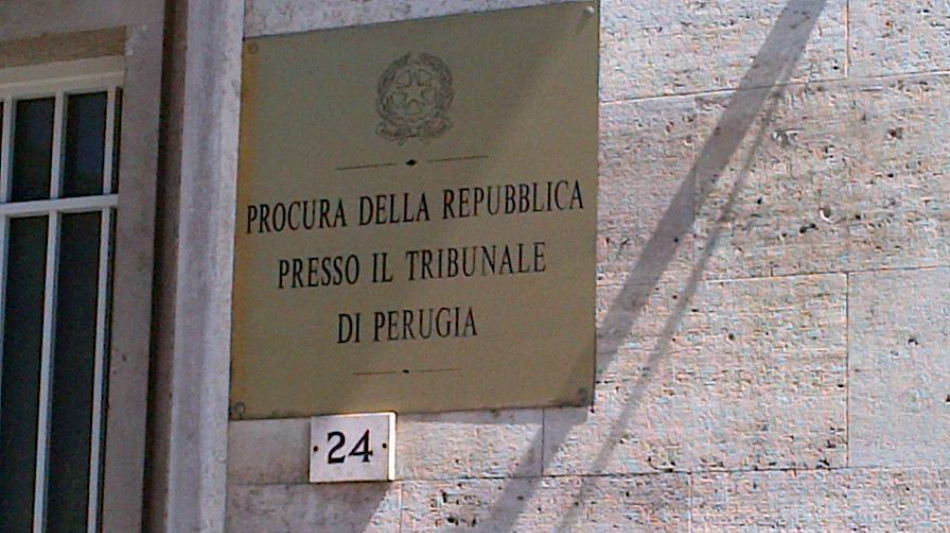 PROCURA DELLA REPUBBLICA
PRESSO IL TRIBUNALE
DI PERUGIA
24